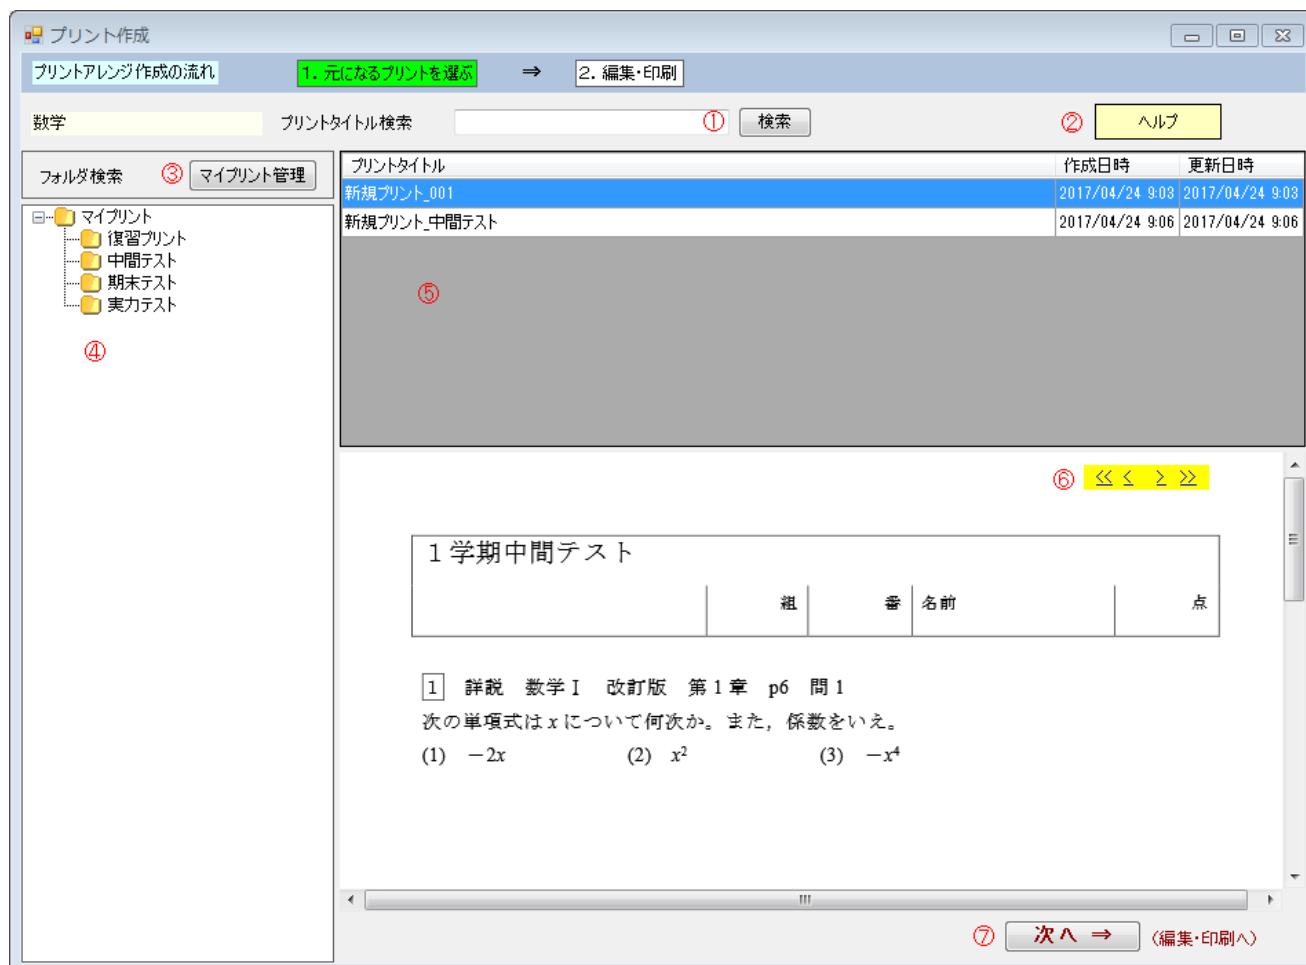 プリント作成
プリントアレンジ作成の流れ 1. 元になるプリントを選ぶ ⇒ 2. 編集・印刷
数学 プリントタイトル検索 ① 検索 ② ヘルプ
フォルダ検索 ③ マイプリント管理
プリントタイトル 作成日時 更新日時
新規プリント_001 2017/04/24 9:03 2017/04/24 9:03
新規プリント_中間テスト 2017/04/24 9:06 2017/04/24 9:06
マイプリント
復習プリント
中間テスト
期末テスト
実力テスト
④
⑤
⑥ << < > >>
1学期中間テスト
組 番 名前 点
1 詳説 数学Ⅰ 改訂版 第1章 p6 問1
次の単項式はxについて何次か。また，係数をいえ。
(1) −2x (2) x² (3) −x⁴
⑦ 次へ ⇒ (編集・印刷へ)